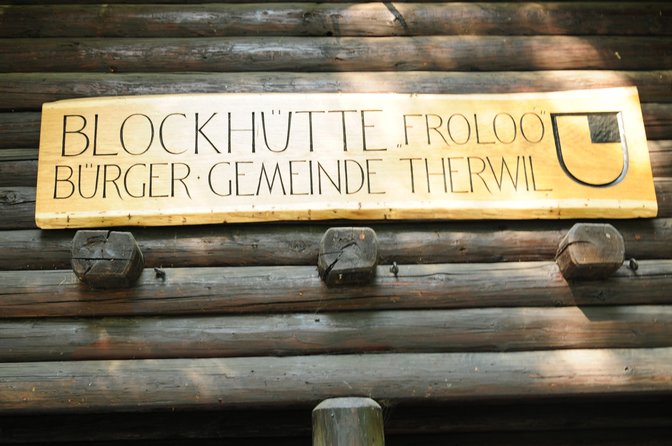 BLOCKHÜTTE „FROLOO"
BÜRGER·GEMEINDE THERWIL